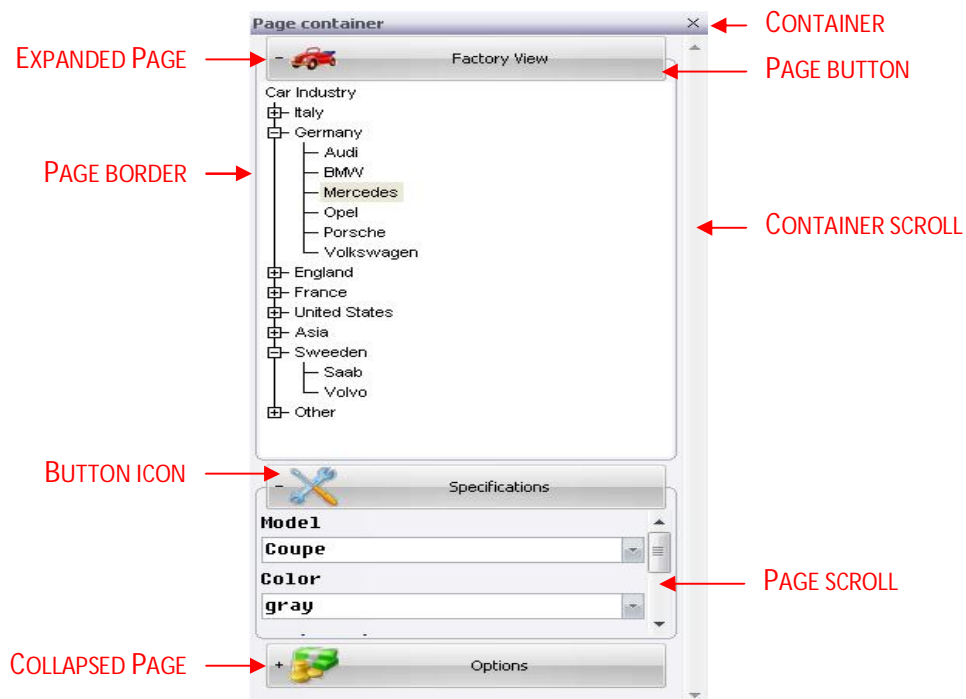 Page container
CONTAINER
EXPANDED PAGE
- Factory View
PAGE BUTTON
Car Industry
Italy
Germany
Audi
BMW
PAGE BORDER
Mercedes
Opel
CONTAINER SCROLL
Porsche
Volkswagen
England
France
United States
Asia
Sweeden
Saab
Volvo
Other
BUTTON ICON
- Specifications
Model
Coupe
Color
PAGE SCROLL
gray
COLLAPSED PAGE
+ Options